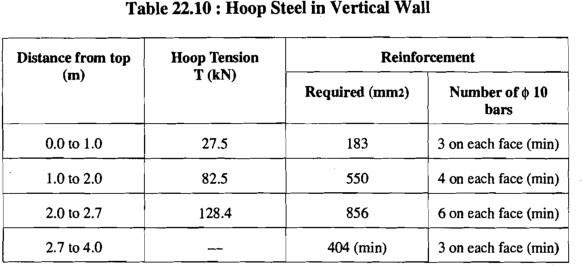 Table 22.10 : Hoop Steel in Vertical Wall
Distance from top (m) Hoop Tension T (kN) Reinforcement
Required (mm2) Number of ϕ 10 bars
0.0 to 1.0 27.5 183 3 on each face (min)
1.0 to 2.0 82.5 550 4 on each face (min)
2.0 to 2.7 128.4 856 6 on each face (min)
2.7 to 4.0 — 404 (min) 3 on each face (min)